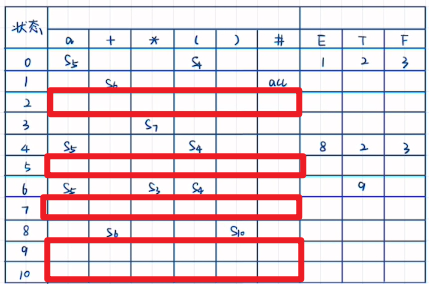 状态
a + * ( ) # E T F
0 S5 S4 1 2 3
1 S6 acc
2
3 S7
4 S5 S4 8 2 3
5
6 S5 S3 S4 9
7
8 S6 S10
9
10